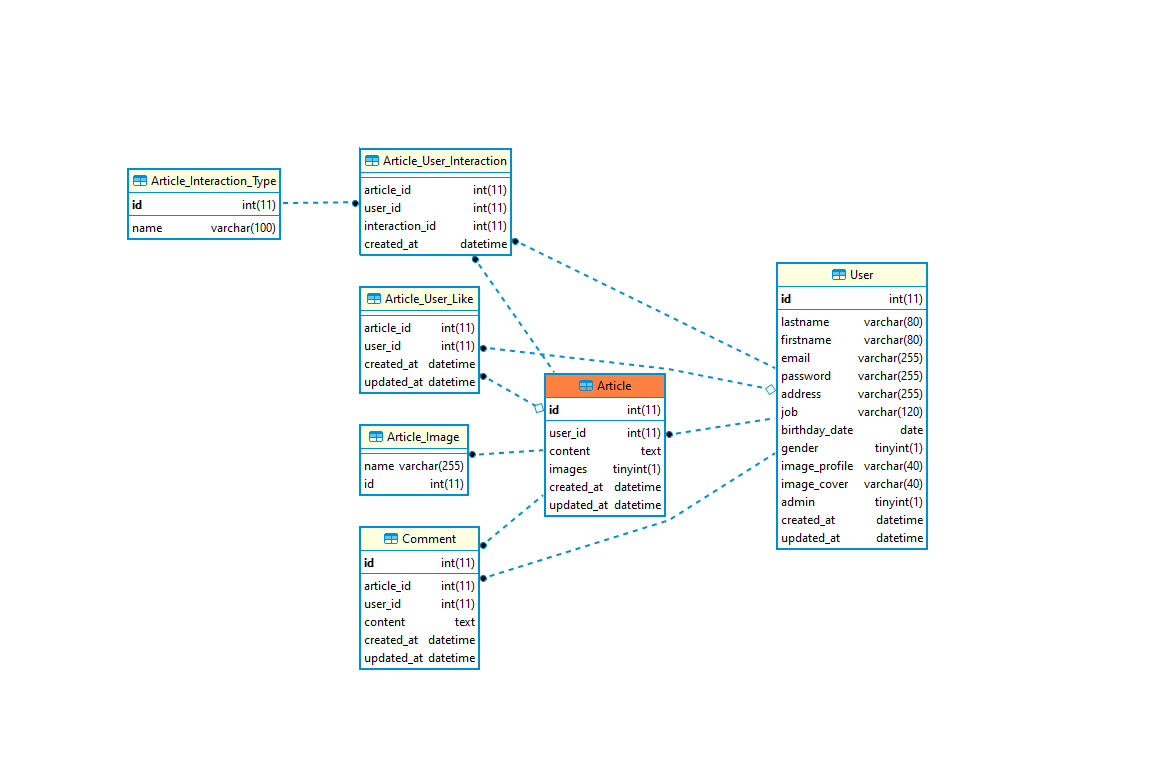 Article_Interaction_Type
id int(11)
name varchar(100)
Article_User_Interaction
article_id int(11)
user_id int(11)
interaction_id int(11)
created_at datetime
Article_User_Like
article_id int(11)
user_id int(11)
created_at datetime
updated_at datetime
Article_Image
name varchar(255)
id int(11)
Comment
id int(11)
article_id int(11)
user_id int(11)
content text
created_at datetime
updated_at datetime
Article
id int(11)
user_id int(11)
content text
images tinyint(1)
created_at datetime
updated_at datetime
User
id int(11)
lastname varchar(80)
firstname varchar(80)
email varchar(255)
password varchar(255)
address varchar(255)
job varchar(120)
birthday_date date
gender tinyint(1)
image_profile varchar(40)
image_cover varchar(40)
admin tinyint(1)
created_at datetime
updated_at datetime